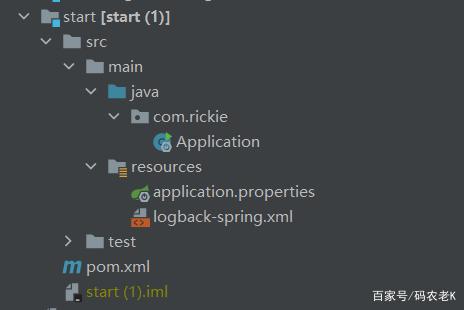 start [start (1)]
src
main
java
com.rickie
Application
resources
application.properties
logback-spring.xml
test
pom.xml
start (1).iml
百家号/码农老K